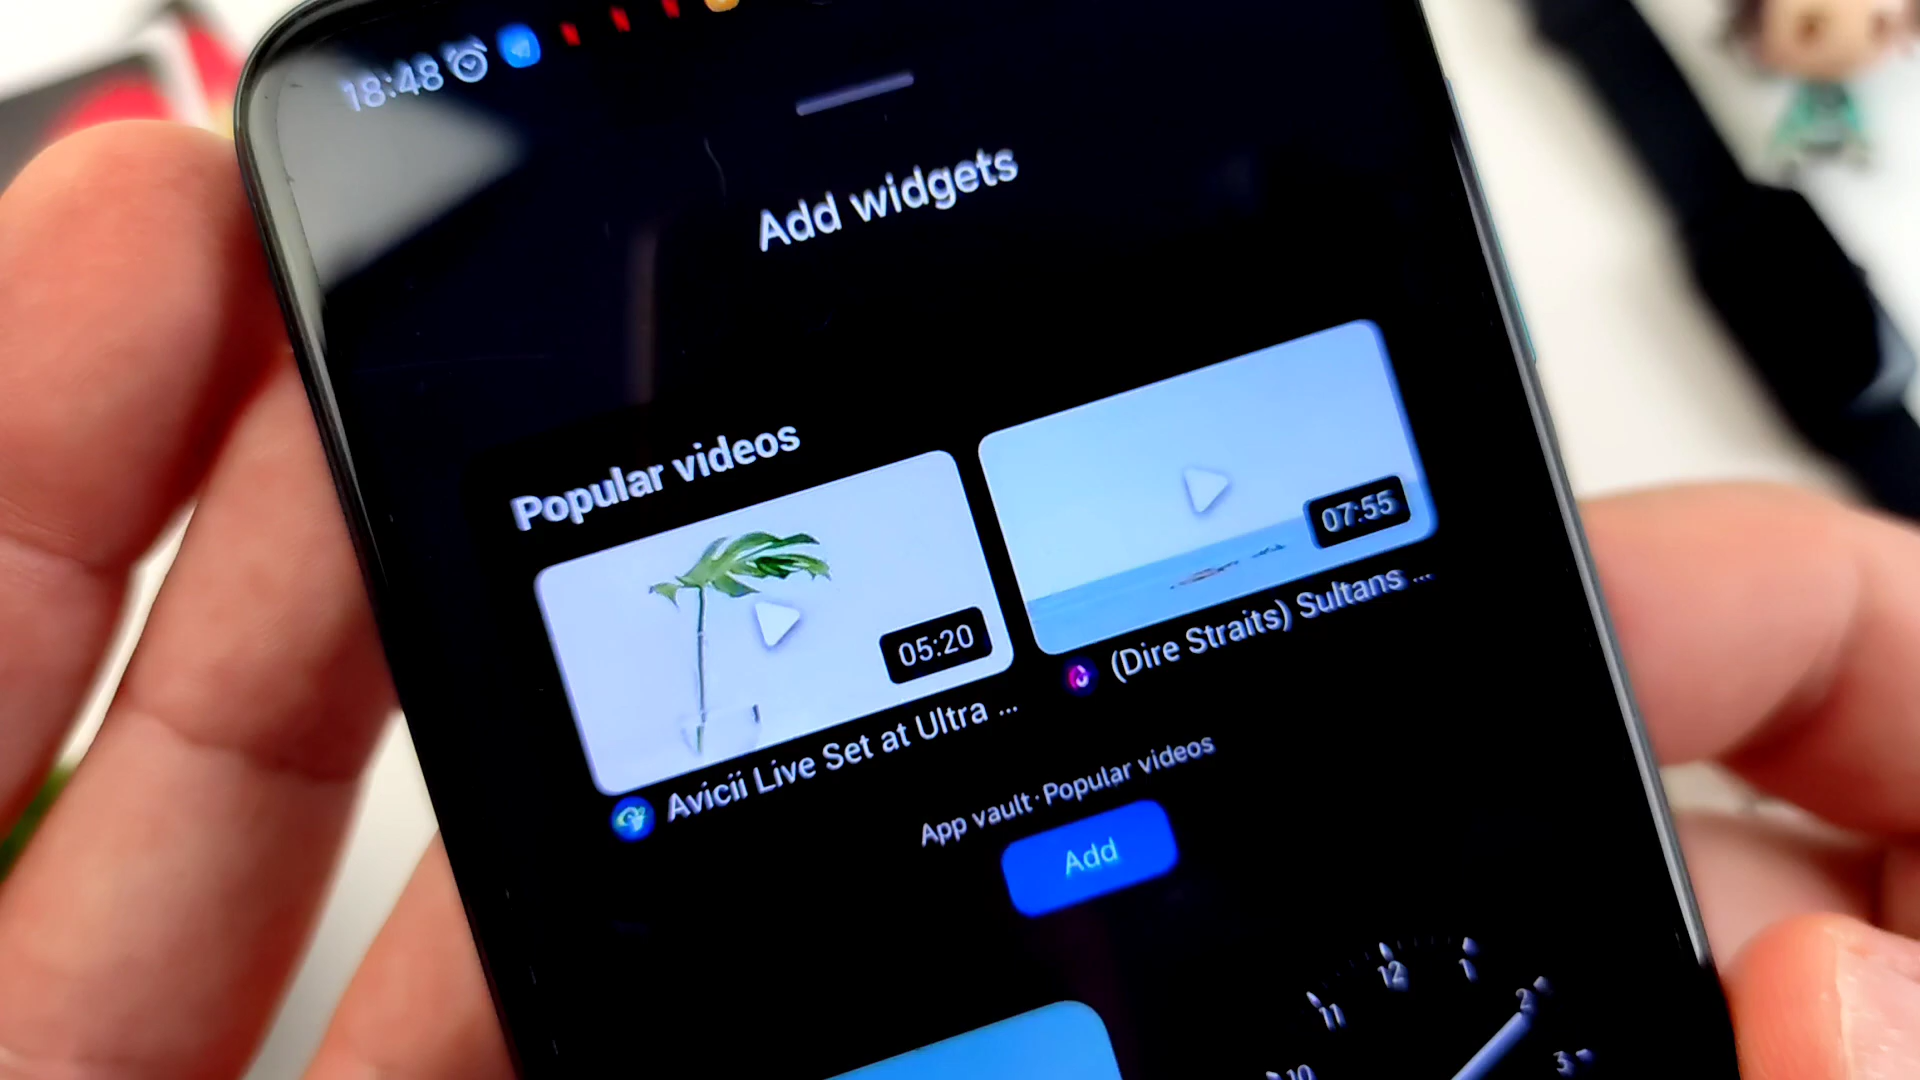 18:48
Add widgets
Popular videos
05:20
07:55
Avicii Live Set at Ultra ...
(Dire Straits) Sultans ...
App vault·Popular videos
Add
11
12
1
2
10
3